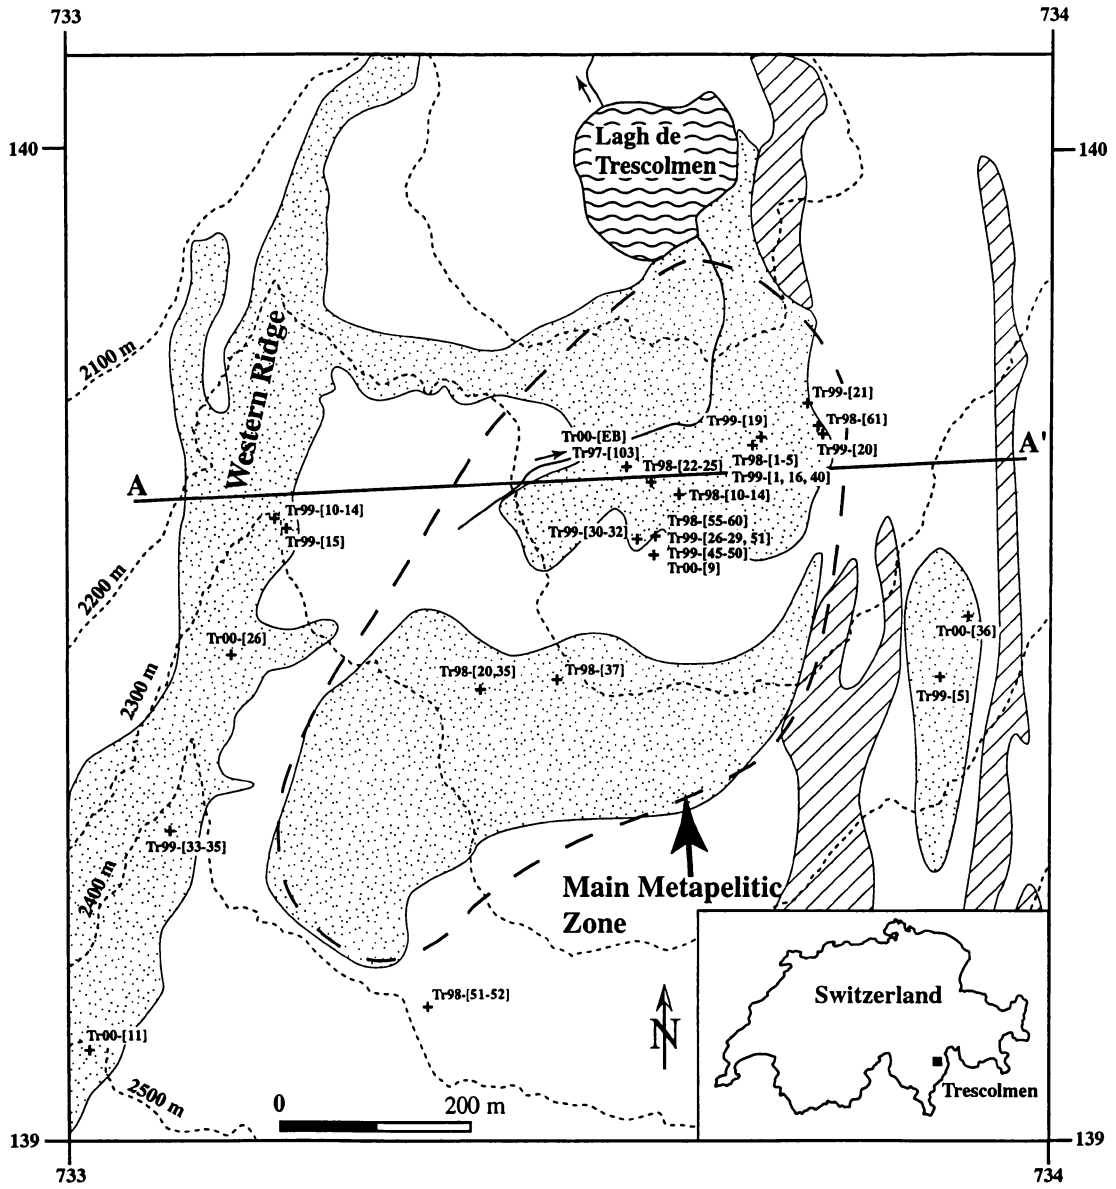 733
734
140
140
Lagh de
Trescolmen
2100 m
Western Ridge
Tr99-[21]
Tr98-[61]
Tr99-[20]
Tr99-[19]
Tr00-[EB]
Tr97-[103]
Tr98-[1-5]
Tr98-[22-25]
Tr99-[1, 16, 40]
A
A'
Tr98-[10-14]
Tr99-[10-14]
Tr99-[15]
Tr98-[55-60]
Tr99-[30-32]
Tr99-[26-29, 51]
Tr99-[45-50]
Tr00-[9]
2200 m
Tr00-[26]
Tr00-[36]
Tr98-[20,35]
Tr98-[37]
Tr99-[5]
2300 m
Tr99-[33-35]
2400 m
Main Metapelitic
Zone
Tr98-[51-52]
N
Switzerland
Trescolmen
Tr00-[11]
2500 m
0
200 m
139
139
733
734